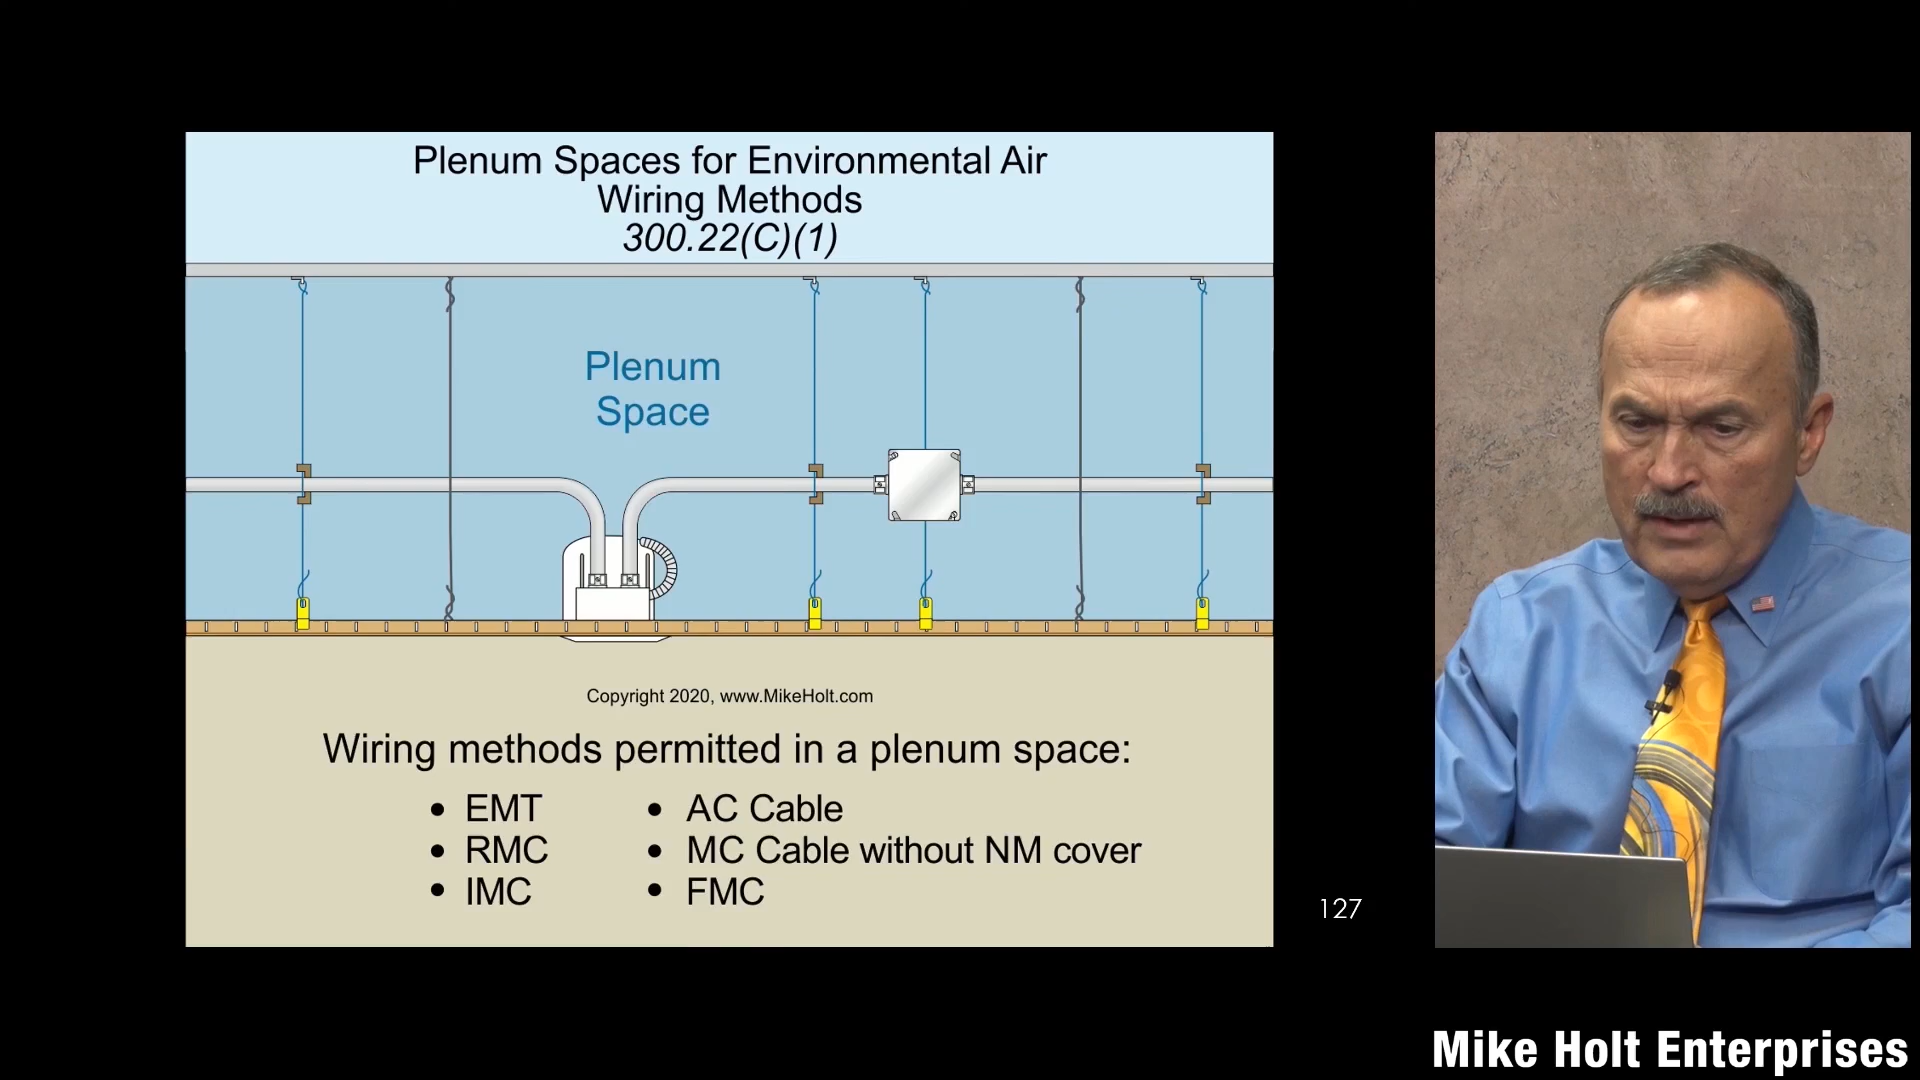 Plenum Spaces for Environmental Air
Wiring Methods
300.22(C)(1)
Plenum
Space
Copyright 2020, www.MikeHolt.com
Wiring methods permitted in a plenum space:
• EMT
• RMC
• IMC
• AC Cable
• MC Cable without NM cover
• FMC
127
Mike Holt Enterprises